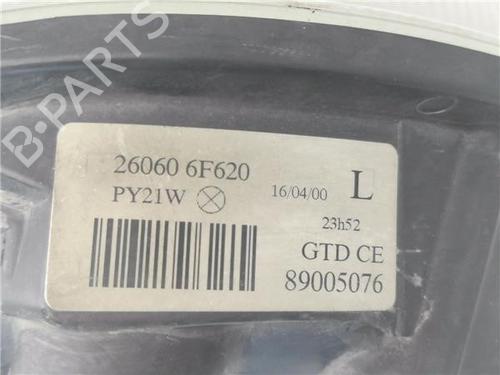 B-PARTS
26060 6F620
PY21W
16/04/00
L
23h52
GTD CE
89005076